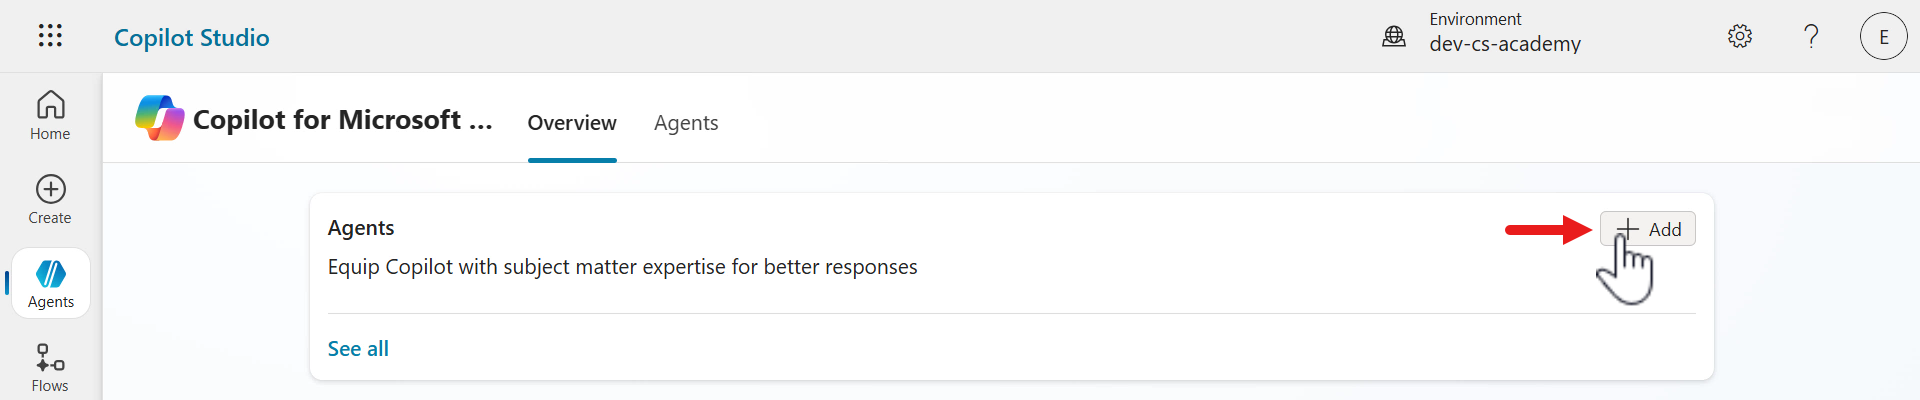 Copilot Studio
Environment
dev-cs-academy
?
E
Home
Create
Agents
Flows
Copilot for Microsoft ...
Overview
Agents
Agents
+ Add
Equip Copilot with subject matter expertise for better responses
See all